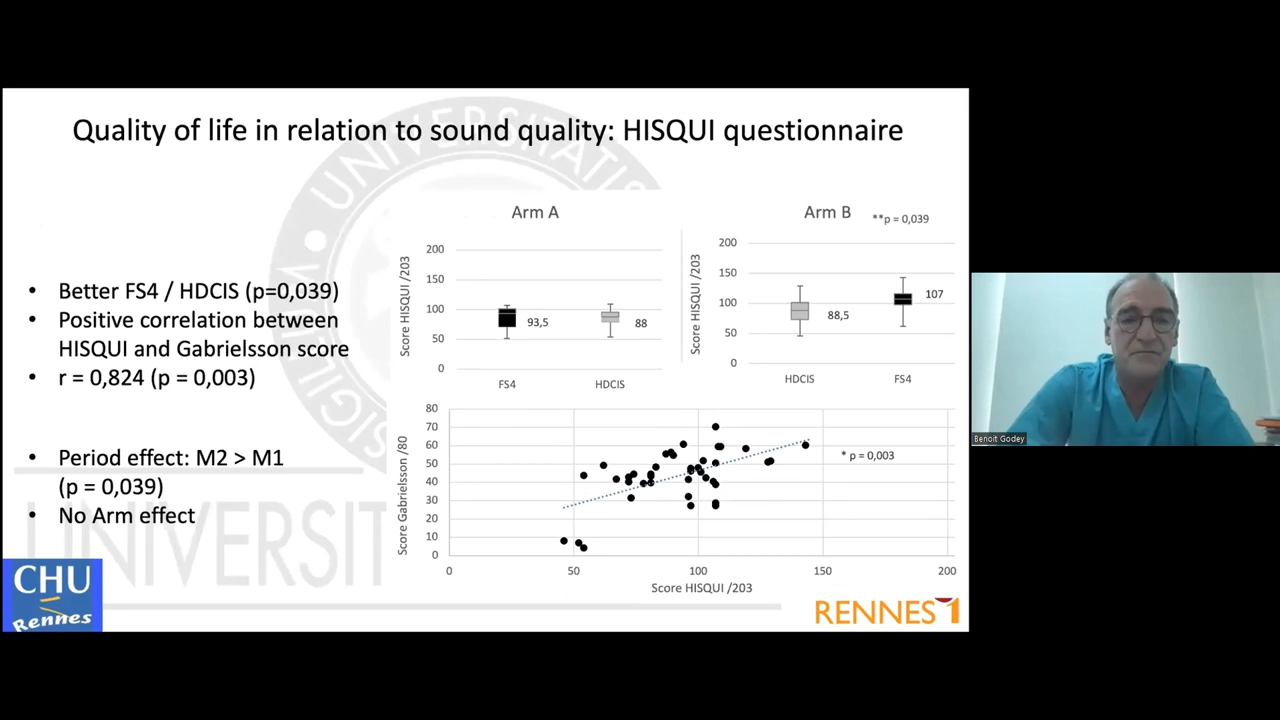 Quality of life in relation to sound quality: HISQUI questionnaire
• Better FS4 / HDCIS (p=0,039)
• Positive correlation between
HISQUI and Gabrielsson score
• r = 0,824 (p = 0,003)
• Period effect: M2 > M1
(p = 0,039)
• No Arm effect
Arm A
Score HISQUI /203
200
150
100
50
0
93,5
88
FS4
HDCIS
Arm B
**p = 0,039
Score HISQUI /203
200
150
100
50
0
88,5
107
HDCIS
FS4
Score Gabrielsson /80
80
70
60
50
40
30
20
10
0
* p = 0,003
0
50
100
150
200
Score HISQUI /203
UNIVERSITATIS
SIGILLUM
UNIVERSIT
CHU
Rennes
RENNES 1
Benoit Godey